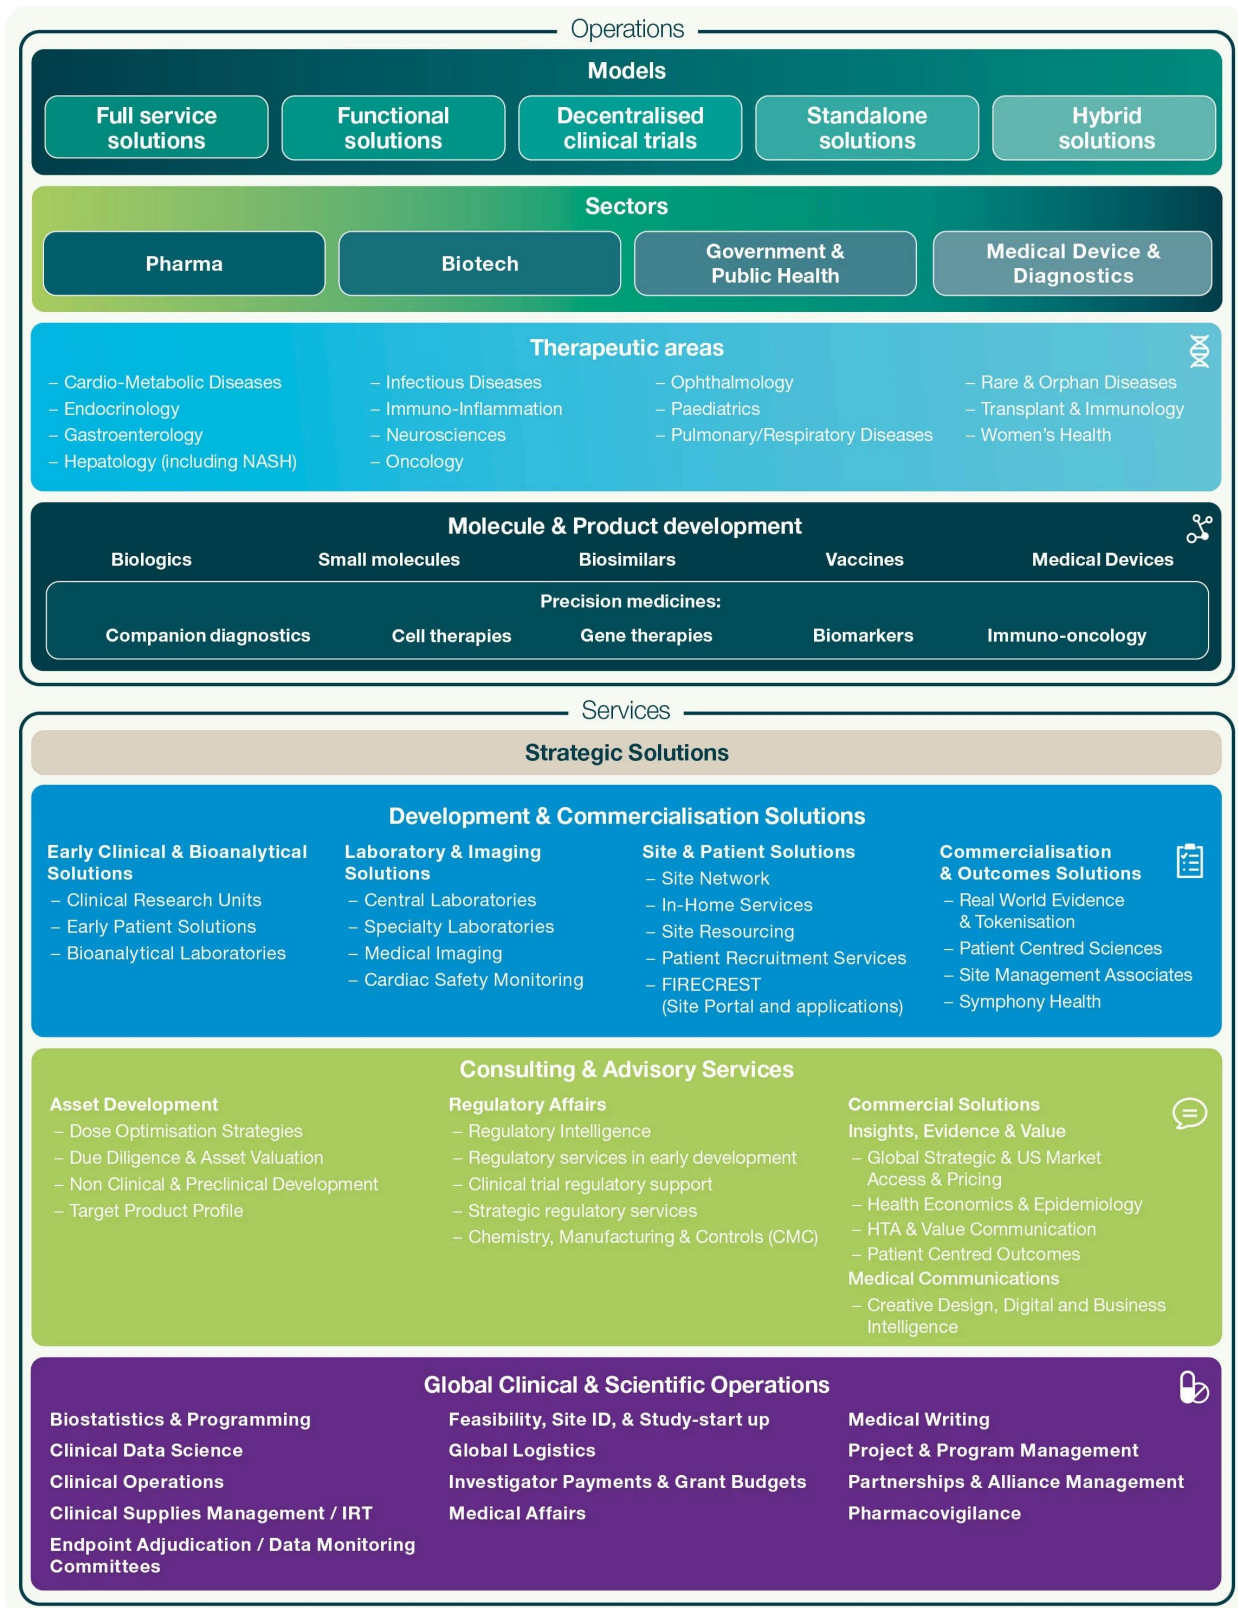 Operations
Models
Full service
solutions
Functional
solutions
Decentralised
clinical trials
Standalone
solutions
Hybrid
solutions
Sectors
Pharma
Biotech
Government &
Public Health
Medical Device &
Diagnostics
Therapeutic areas
– Cardio-Metabolic Diseases
– Endocrinology
– Gastroenterology
– Hepatology (including NASH)
– Infectious Diseases
– Immuno-Inflammation
– Neurosciences
– Oncology
– Ophthalmology
– Paediatrics
– Pulmonary/Respiratory Diseases
– Rare & Orphan Diseases
– Transplant & Immunology
– Women's Health
Molecule & Product development
Biologics
Small molecules
Biosimilars
Vaccines
Medical Devices
Precision medicines:
Companion diagnostics
Cell therapies
Gene therapies
Biomarkers
Immuno-oncology
Services
Strategic Solutions
Development & Commercialisation Solutions
Early Clinical & Bioanalytical
Solutions
– Clinical Research Units
– Early Patient Solutions
– Bioanalytical Laboratories
Laboratory & Imaging
Solutions
– Central Laboratories
– Specialty Laboratories
– Medical Imaging
– Cardiac Safety Monitoring
Site & Patient Solutions
– Site Network
– In-Home Services
– Site Resourcing
– Patient Recruitment Services
– FIRECREST
(Site Portal and applications)
Commercialisation
& Outcomes Solutions
– Real World Evidence
& Tokenisation
– Patient Centred Sciences
– Site Management Associates
– Symphony Health
Consulting & Advisory Services
Asset Development
– Dose Optimisation Strategies
– Due Diligence & Asset Valuation
– Non Clinical & Preclinical Development
– Target Product Profile
Regulatory Affairs
– Regulatory Intelligence
– Regulatory services in early development
– Clinical trial regulatory support
– Strategic regulatory services
– Chemistry, Manufacturing & Controls (CMC)
Commercial Solutions
Insights, Evidence & Value
– Global Strategic & US Market
Access & Pricing
– Health Economics & Epidemiology
– HTA & Value Communication
– Patient Centred Outcomes
Medical Communications
– Creative Design, Digital and Business
Intelligence
Global Clinical & Scientific Operations
Biostatistics & Programming
Clinical Data Science
Clinical Operations
Clinical Supplies Management / IRT
Endpoint Adjudication / Data Monitoring
Committees
Feasibility, Site ID, & Study-start up
Global Logistics
Investigator Payments & Grant Budgets
Medical Affairs
Medical Writing
Project & Program Management
Partnerships & Alliance Management
Pharmacovigilance